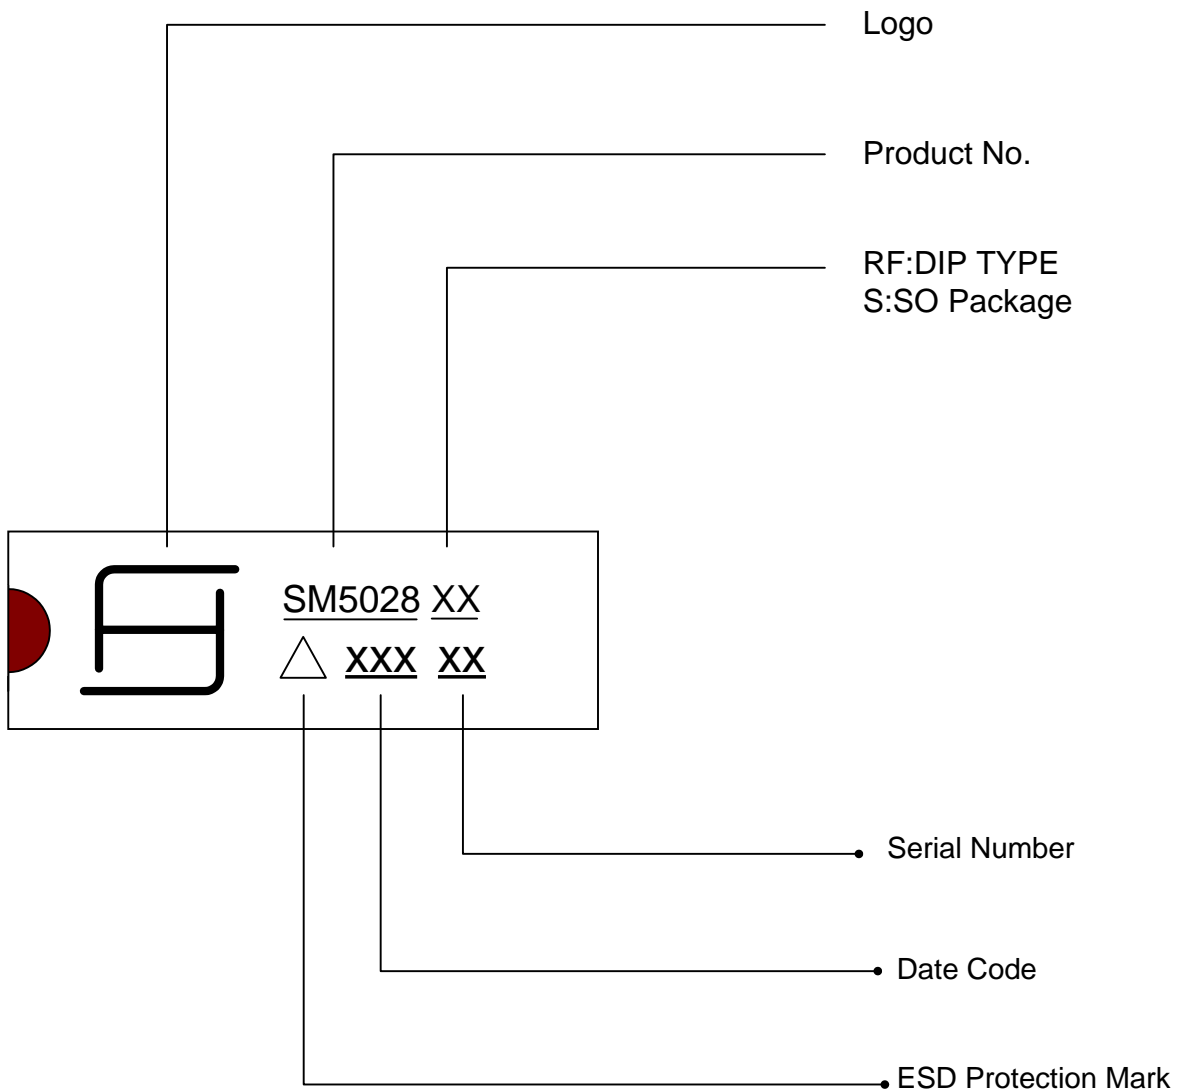 Logo
Product No.
RF:DIP TYPE
S:SO Package
SM5028 XX
XXX XX
Serial Number
Date Code
ESD Protection Mark